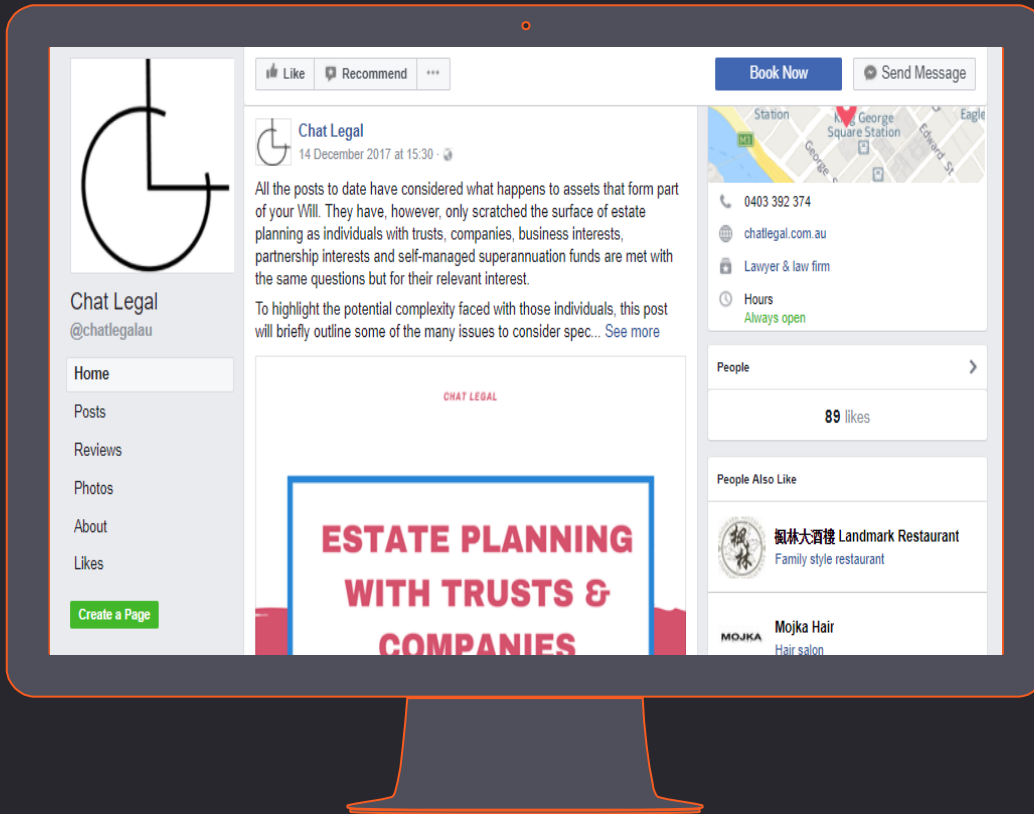 Like
Recommend
...
Book Now
Send Message
Chat Legal
@chatlegalau
Home
Posts
Reviews
Photos
About
Likes
Create a Page
Chat Legal
14 December 2017 at 15:30 ·
All the posts to date have considered what happens to assets that form part
of your Will. They have, however, only scratched the surface of estate
planning as individuals with trusts, companies, business interests,
partnership interests and self-managed superannuation funds are met with
the same questions but for their relevant interest.
To highlight the potential complexity faced with those individuals, this post
will briefly outline some of the many issues to consider spec... See more
CHAT LEGAL
ESTATE PLANNING
WITH TRUSTS &
COMPANIES
Station
George
Square Station
Eagle
M3
George
Edward St
0403 392 374
chatlegal.com.au
Lawyer & law firm
Hours
Always open
People
89 likes
People Also Like
楓林
楓林大酒樓 Landmark Restaurant
Family style restaurant
MOJKA
Mojka Hair
Hair salon